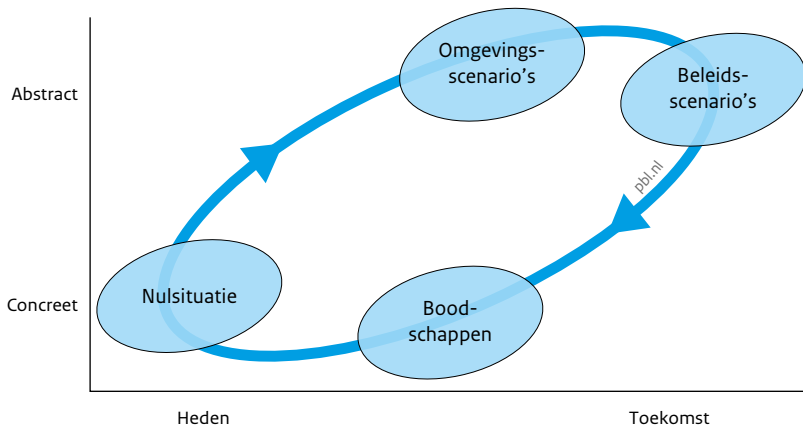 Omgevings-
scenario's
Beleids-
scenario's
Abstract
pbl.nl
Nulsituatie
Concreet
Bood-
schappen
Heden
Toekomst